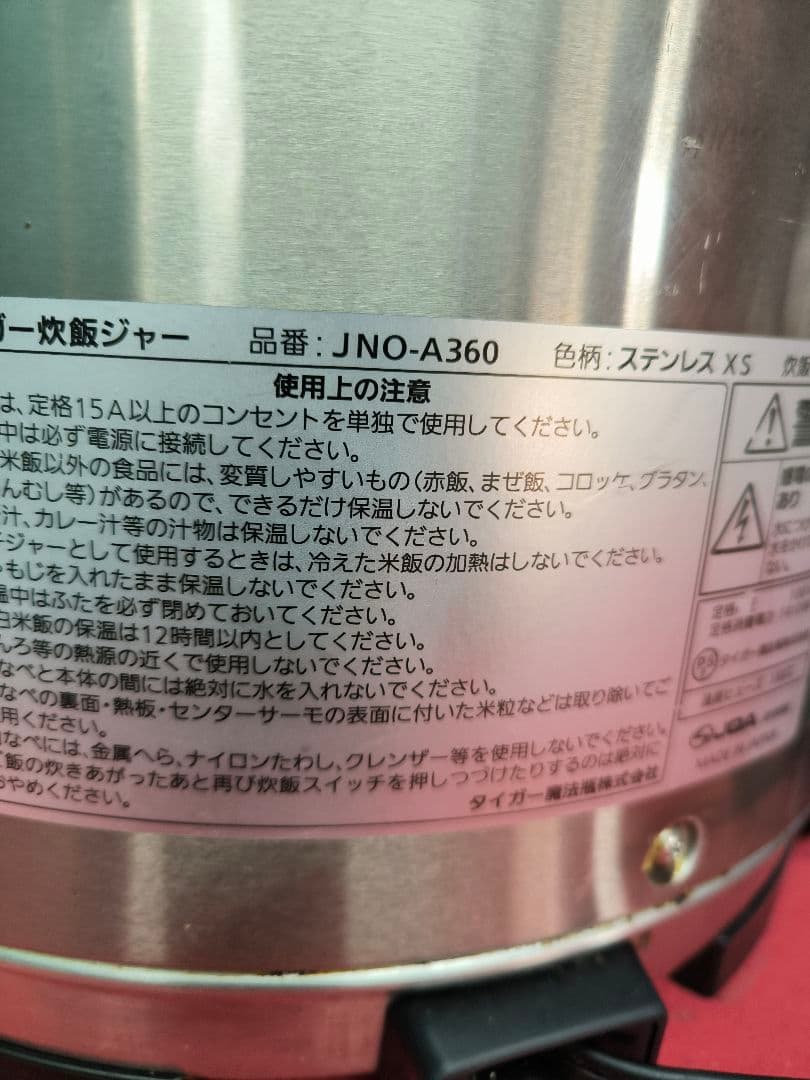 ガー炊飯ジャー 品番: JNO-A360 色柄: ステンレス XS 炊飯
使用上の注意
は、定格15A以上のコンセントを単独で使用してください。
中は必ず電源に接続してください。
米飯以外の食品には、変質しやすいもの(赤飯、まぜ飯、コロッケ、グラタン、
んむし等)があるので、できるだけ保温しないでください。
汁、カレー汁等の汁物は保温しないでください。
ジャーとして使用するときは、冷えた米飯の加熱はしないでください。
もじを入れたまま保温しないでください。
温中はふたを必ず閉めておいてください。
白米飯の保温は12時間以内としてください。
んろ等の熱源の近くで使用しないでください。
なべと本体の間には絶対に水を入れないでください。
なべの裏面・熱板・センターサーモの表面に付いた米粒などは取り除いてご
用ください。
なべには、金属へら、ナイロンたわし、クレンザー等を使用しないでください。
飯の炊きあがったあと再び炊飯スイッチを押しつづけたりするのは絶対に
おやめください。
タイガー魔法瓶株式会社
あり
ない。
定格:
定格消費電力
JQA